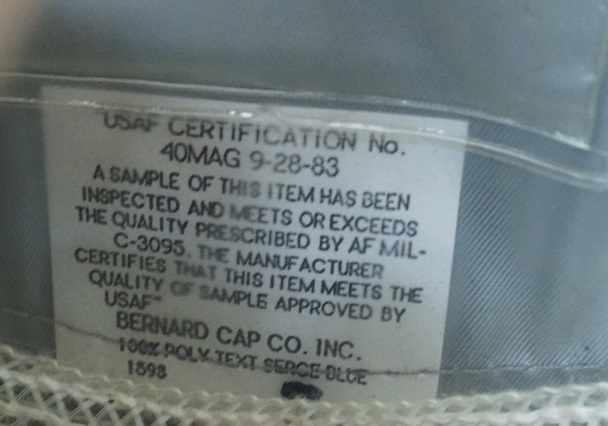 USAF CERTIFICATION No.
40MAG 9-28-83
A SAMPLE OF THIS ITEM HAS BEEN
INSPECTED AND MEETS OR EXCEEDS
THE QUALITY PRESCRIBED BY AF MIL-
C-3095. THE MANUFACTURER
CERTIFIES THAT THIS ITEM MEETS THE
QUALITY OF SAMPLE APPROVED BY
USAF
BERNARD CAP CO. INC.
100% POLY TEXT SERGE BLUE
1598